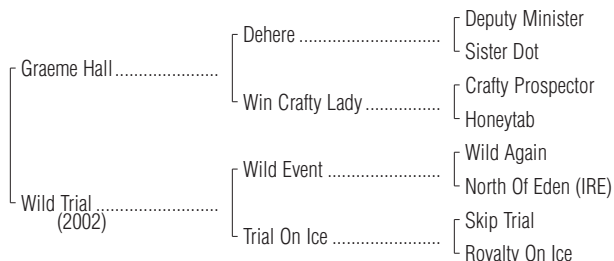 Deputy Minister
Dehere ........................................
Sister Dot
Graeme Hall .............................
Crafty Prospector
Win Crafty Lady .....................
Honeytab
Wild Again
Wild Event ................................
North Of Eden (IRE)
Wild Trial ..................................
(2002)
Skip Trial
Trial On Ice ..............................
Royalty On Ice